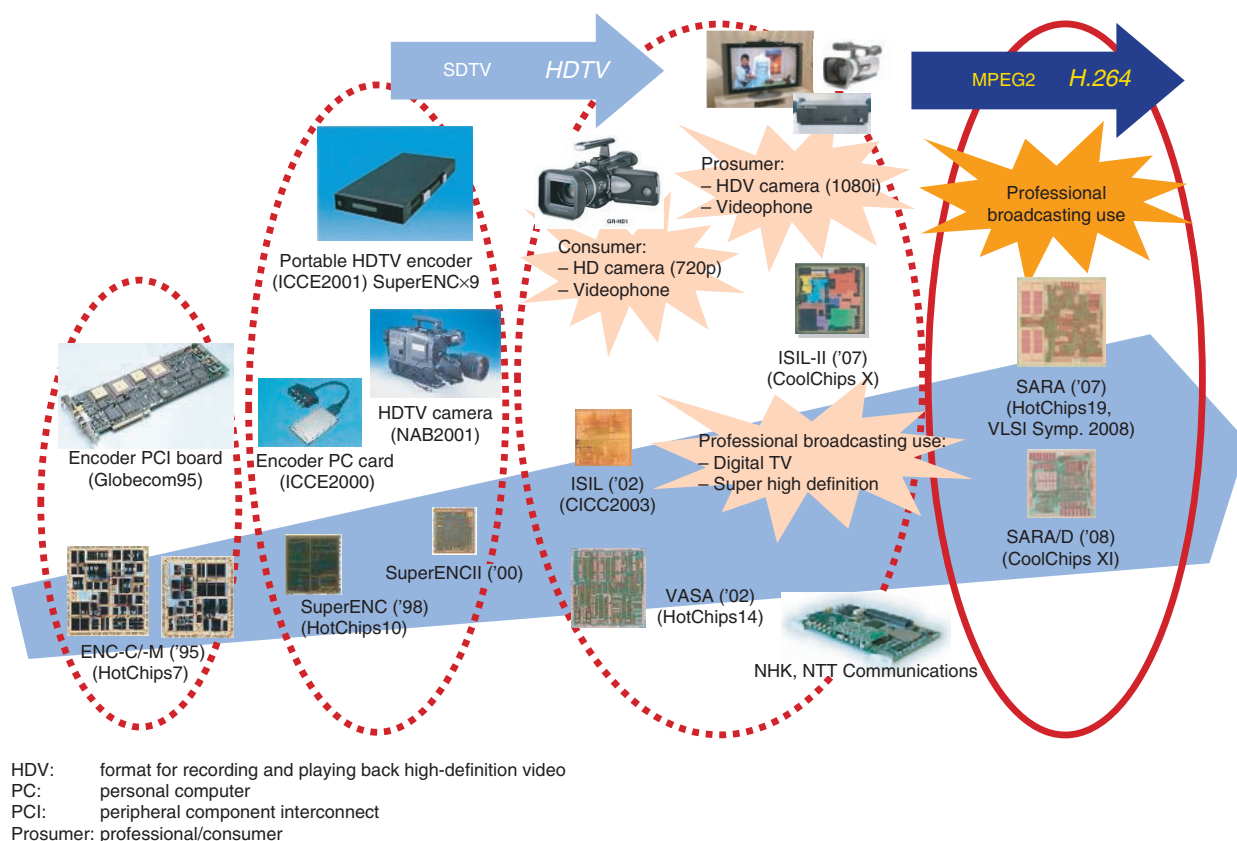 SDTV
HDTV
MPEG2
H.264
Portable HDTV encoder
(ICCE2001) SuperENC×9
GR-HD1
Prosumer:
– HDV camera (1080i)
– Videophone
Consumer:
– HD camera (720p)
– Videophone
Professional
broadcasting use
Encoder PCI board
(Globecom95)
Encoder PC card
(ICCE2000)
HDTV camera
(NAB2001)
ISIL ('02)
(CICC2003)
ISIL-II ('07)
(CoolChips X)
Professional broadcasting use:
– Digital TV
– Super high definition
SARA ('07)
(HotChips19,
VLSI Symp. 2008)
SARA/D ('08)
(CoolChips XI)
ENC-C/-M ('95)
(HotChips7)
SuperENC ('98)
(HotChips10)
SuperENCII ('00)
VASA ('02)
(HotChips14)
NHK, NTT Communications
HDV: format for recording and playing back high-definition video
PC: personal computer
PCI: peripheral component interconnect
Prosumer: professional/consumer